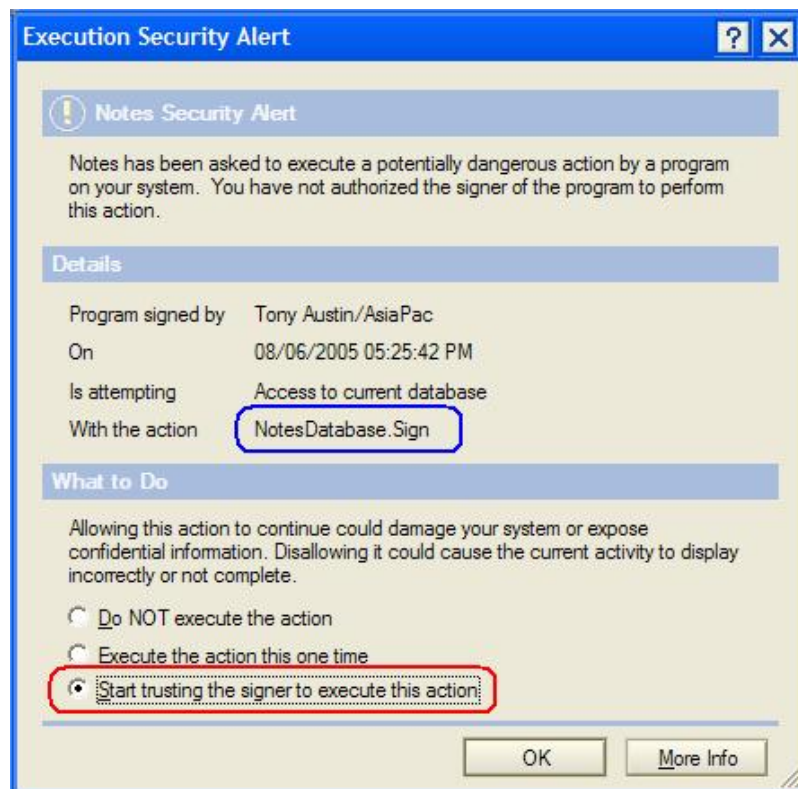 Execution Security Alert
Notes Security Alert
Notes has been asked to execute a potentially dangerous action by a program
on your system. You have not authorized the signer of the program to perform
this action.
Details
Program signed by Tony Austin/AsiaPac
On 08/06/2005 05:25:42 PM
Is attempting Access to current database
With the action NotesDatabase.Sign
What to Do
Allowing this action to continue could damage your system or expose
confidential information. Disallowing it could cause the current activity to display
incorrectly or not complete.
Do NOT execute the action
Execute the action this one time
Start trusting the signer to execute this action
OK More Info